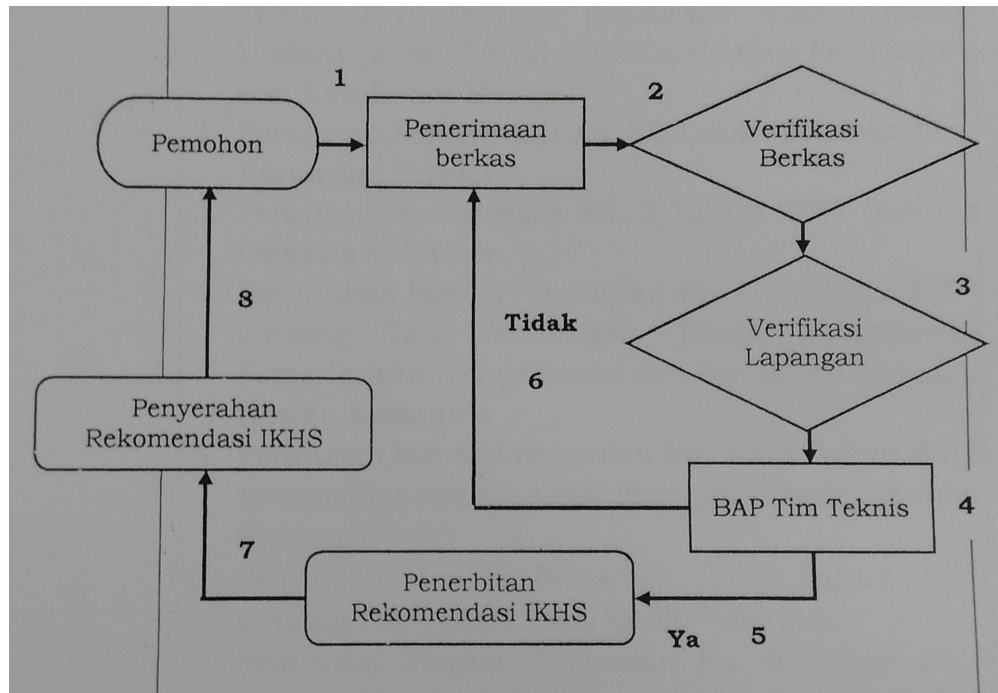 1
2
Pemohon
Penerimaan
berkas
Verifikasi
Berkas
3
8
Tidak
6
Verifikasi
Lapangan
Penyerahan
Rekomendasi IKHS
BAP Tim Teknis
4
7
Penerbitan
Rekomendasi IKHS
Ya
5